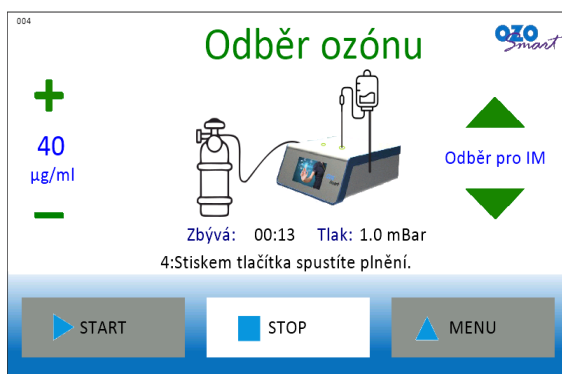 004
Odběr ozónu
OZO
Smart
40
µg/ml
Odběr pro IM
Zbývá: 00:13 Tlak: 1.0 mBar
4:Stiskem tlačítka spustíte plnění.
START
STOP
MENU